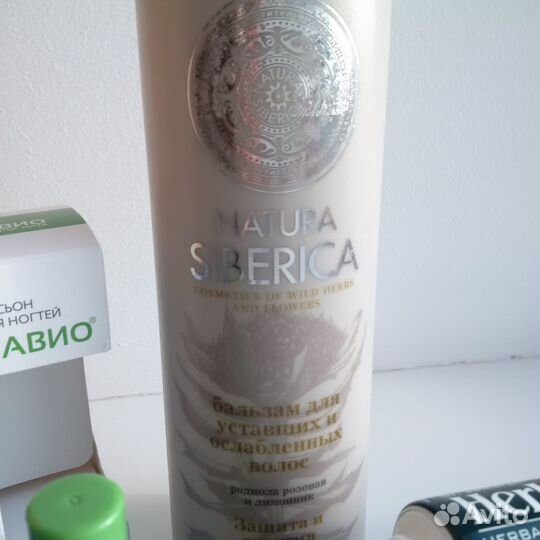 NATURA
SIBERICA
NATURA
SIBERICA
COSMETICS OF WILD HERBS
AND FLOWERS
бальзам для
уставших и
ослабленных
волос
родиола розовая
и лимонник
Защита и
ВИО
СЬОН
Я НОГТЕЙ
АВИО®
Her
HERBA
Avito